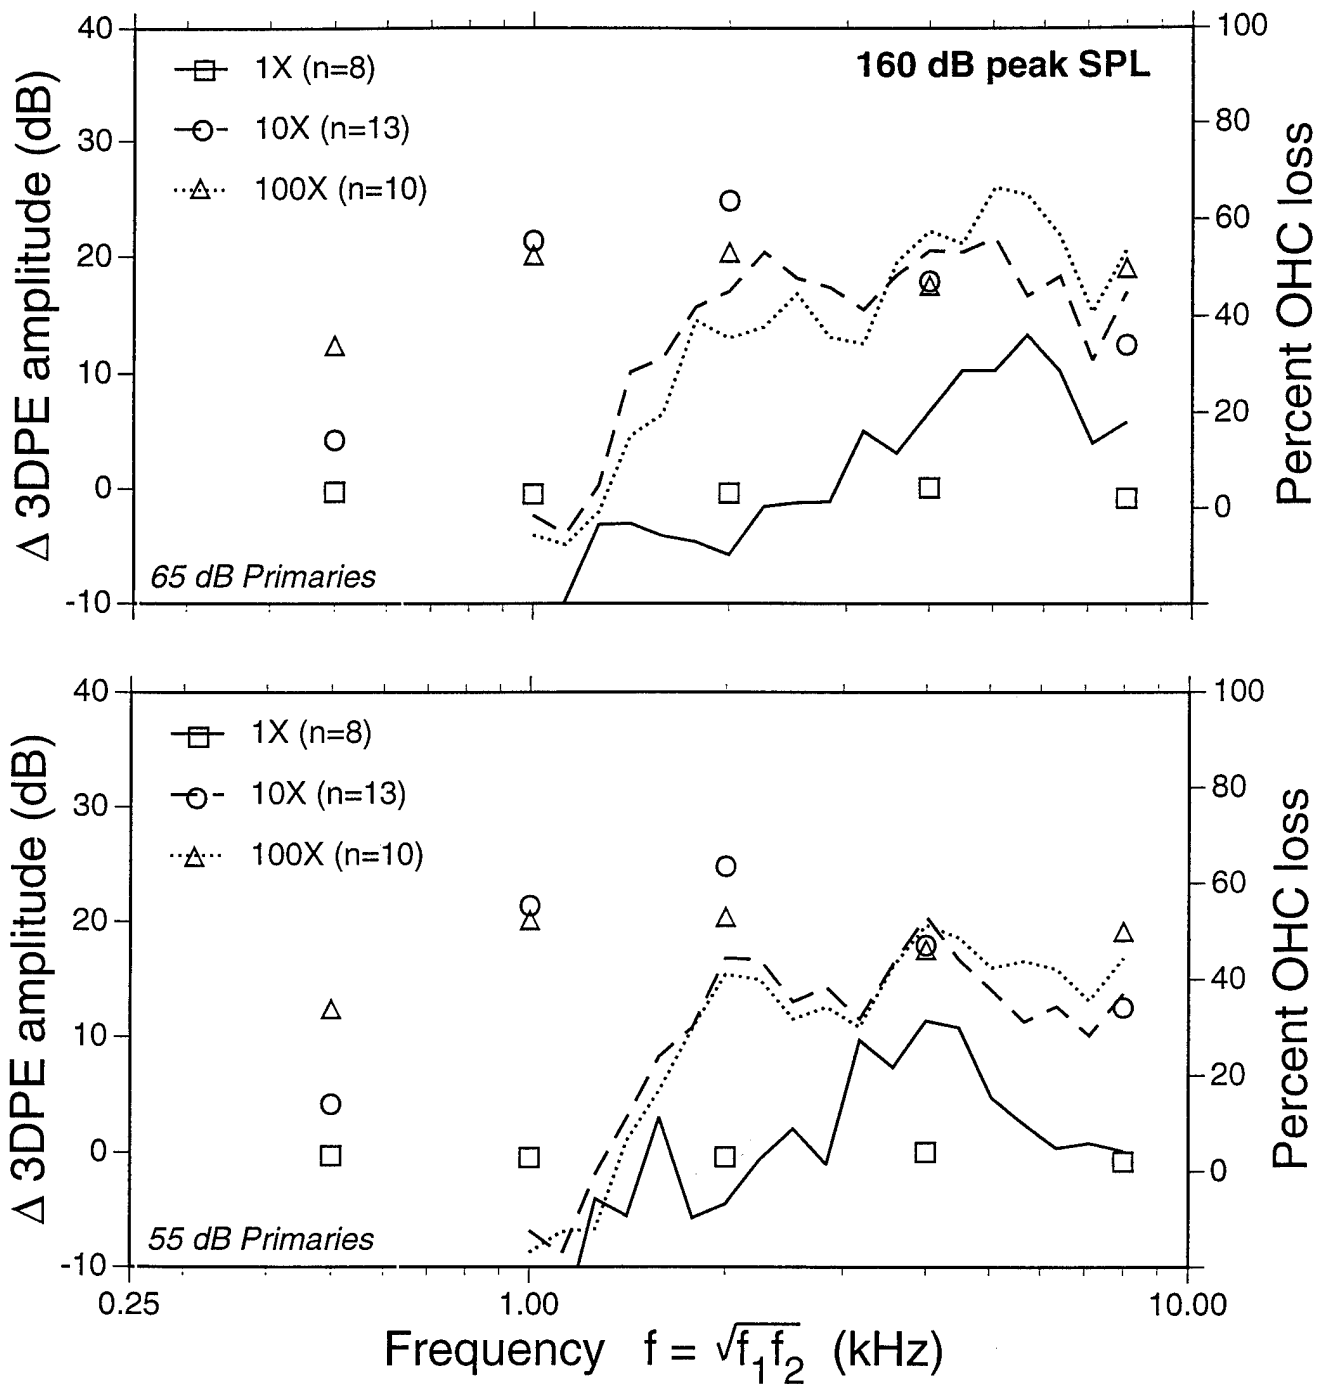 160 dB peak SPL
1X (n=8)
10X (n=13)
100X (n=10)
65 dB Primaries
Δ 3DPE amplitude (dB)
40
30
20
10
0
-10
Percent OHC loss
100
80
60
40
20
0
1X (n=8)
10X (n=13)
100X (n=10)
55 dB Primaries
Δ 3DPE amplitude (dB)
40
30
20
10
0
-10
Percent OHC loss
100
80
60
40
20
0
0.25 1.00 10.00
Frequency f = √f₁f₂ (kHz)